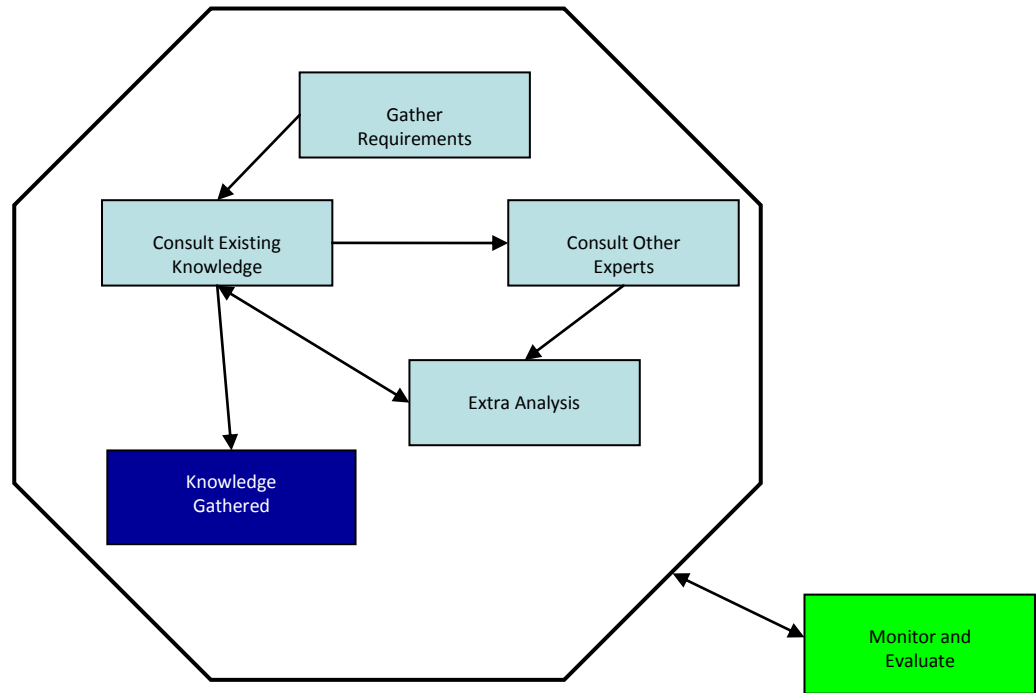 Gather
Requirements
Consult Existing
Knowledge
Consult Other
Experts
Extra Analysis
Knowledge
Gathered
Monitor and
Evaluate